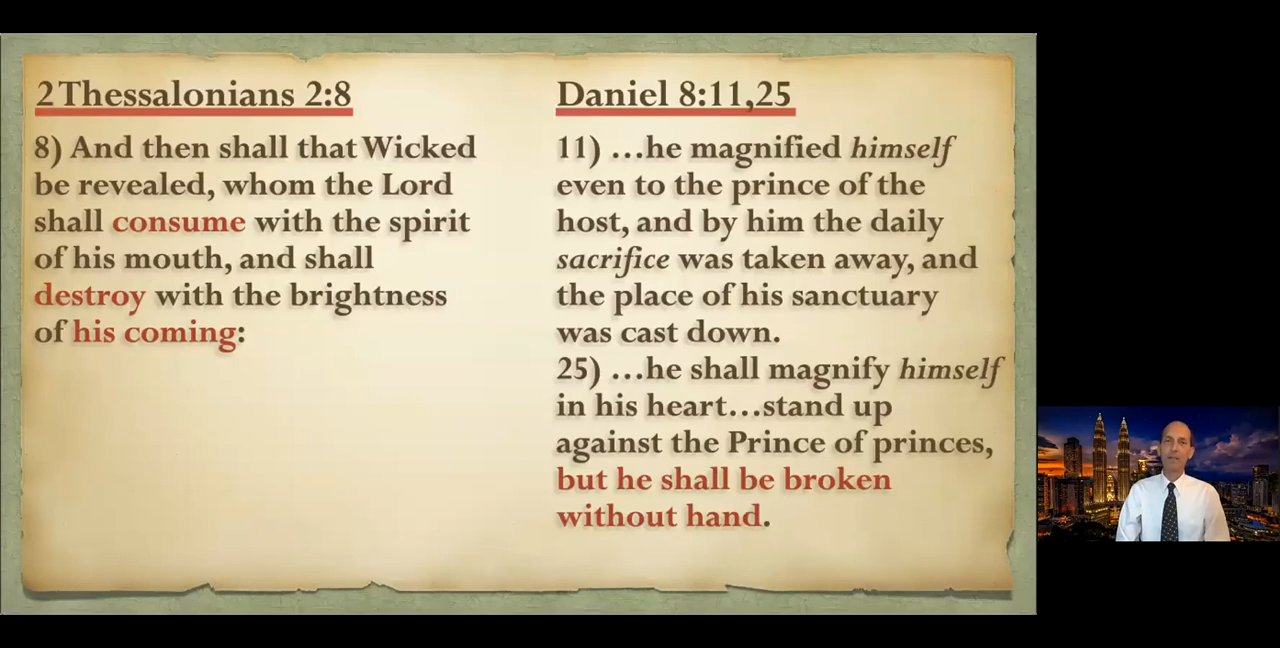 2 Thessalonians 2:8
8) And then shall that Wicked
be revealed, whom the Lord
shall consume with the spirit
of his mouth, and shall
destroy with the brightness
of his coming:
Daniel 8:11,25
11) …he magnified himself
even to the prince of the
host, and by him the daily
sacrifice was taken away, and
the place of his sanctuary
was cast down.
25) …he shall magnify himself
in his heart…stand up
against the Prince of princes,
but he shall be broken
without hand.